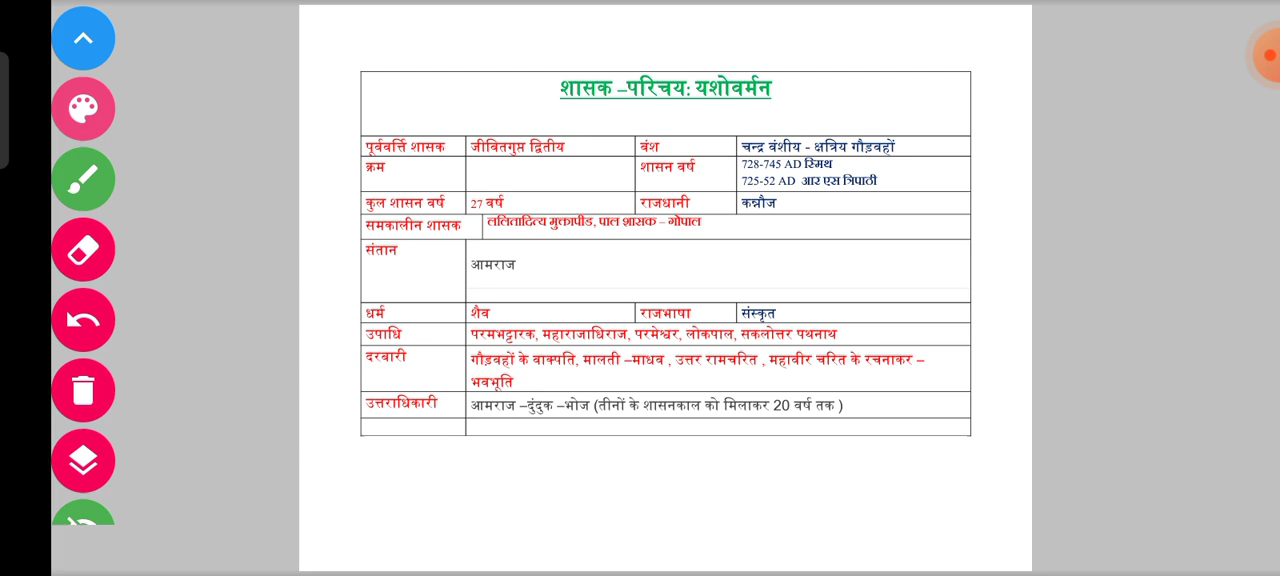 शासक –परिचय: यशोवर्मन
पूर्ववर्त्ति शासक जीवितगुप्त द्वितीय वंश चन्द्र वंशीय - क्षत्रिय गौड़वहों
क्रम शासन वर्ष 728-745 AD स्मिथ
725-52 AD आर एस त्रिपाठी
कुल शासन वर्ष 27 वर्ष राजधानी कन्नौज
समकालीन शासक ललितादित्य मुक्तापीड, पाल शासक – गोपाल
संतान
आमराज
धर्म शैव राजभाषा संस्कृत
उपाधि परमभट्टारक, महाराजाधिराज, परमेश्वर, लोकपाल, सकलोत्तर पथनाथ
दरवारी गौड़वहों के वाक्पति, मालती –माधव , उत्तर रामचरित , महावीर चरित के रचनाकर –
भवभूति
उत्तराधिकारी आमराज –दुंदुक –भोज (तीनों के शासनकाल को मिलाकर 20 वर्ष तक )